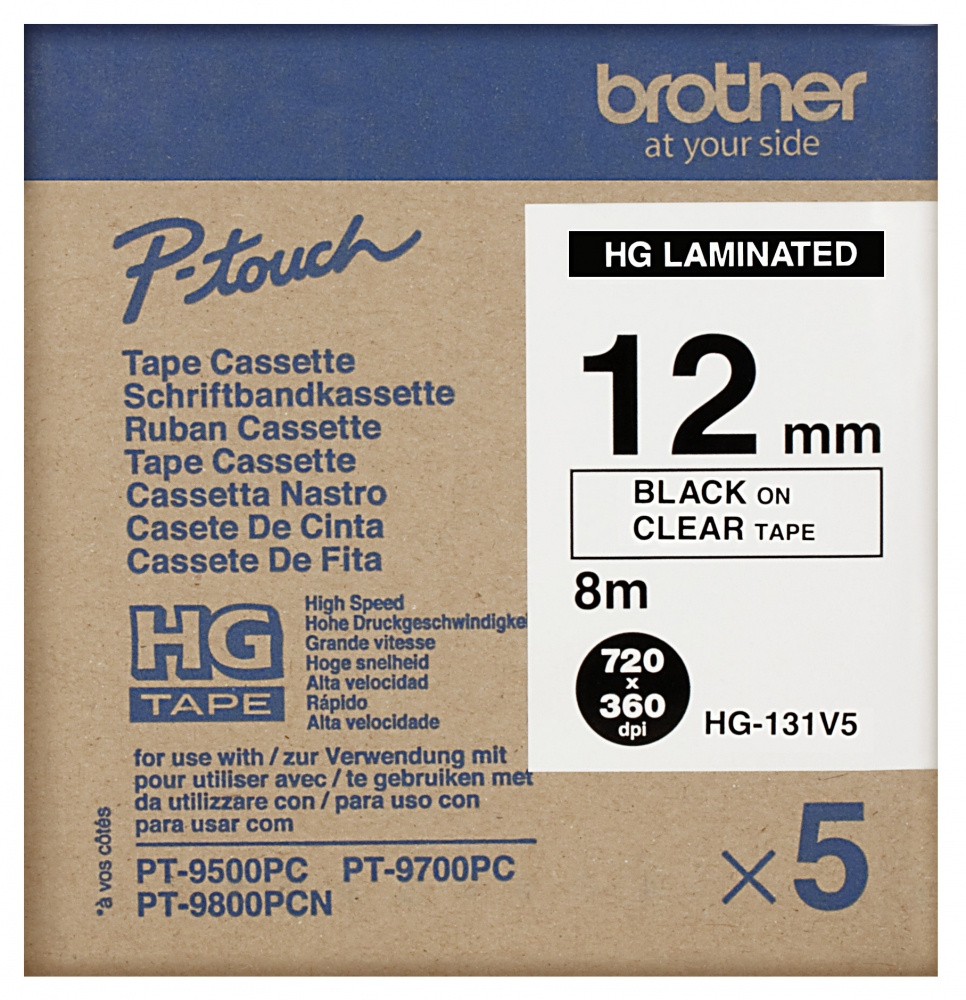 brother
at your side
P-touch
Tape Cassette
Schriftbandkassette
Ruban Cassette
Tape Cassette
Cassetta Nastro
Casete De Cinta
Cassete De Fita
HG
TAPE
High Speed
Hohe Druckgeschwindigkei
Grande vitesse
Hoge snelheid
Alta velocidad
Rápido
Alta velocidade
for use with / zur Verwendung mit
pour utiliser avec / te gebruiken met
da utilizzare con / para uso con
para usar com
PT-9500PC PT-9700PC
PT-9800PCN
*à vos côtés
HG LAMINATED
12 mm
BLACK ON
CLEAR TAPE
8m
720
x
360
dpi
HG-131V5
×5